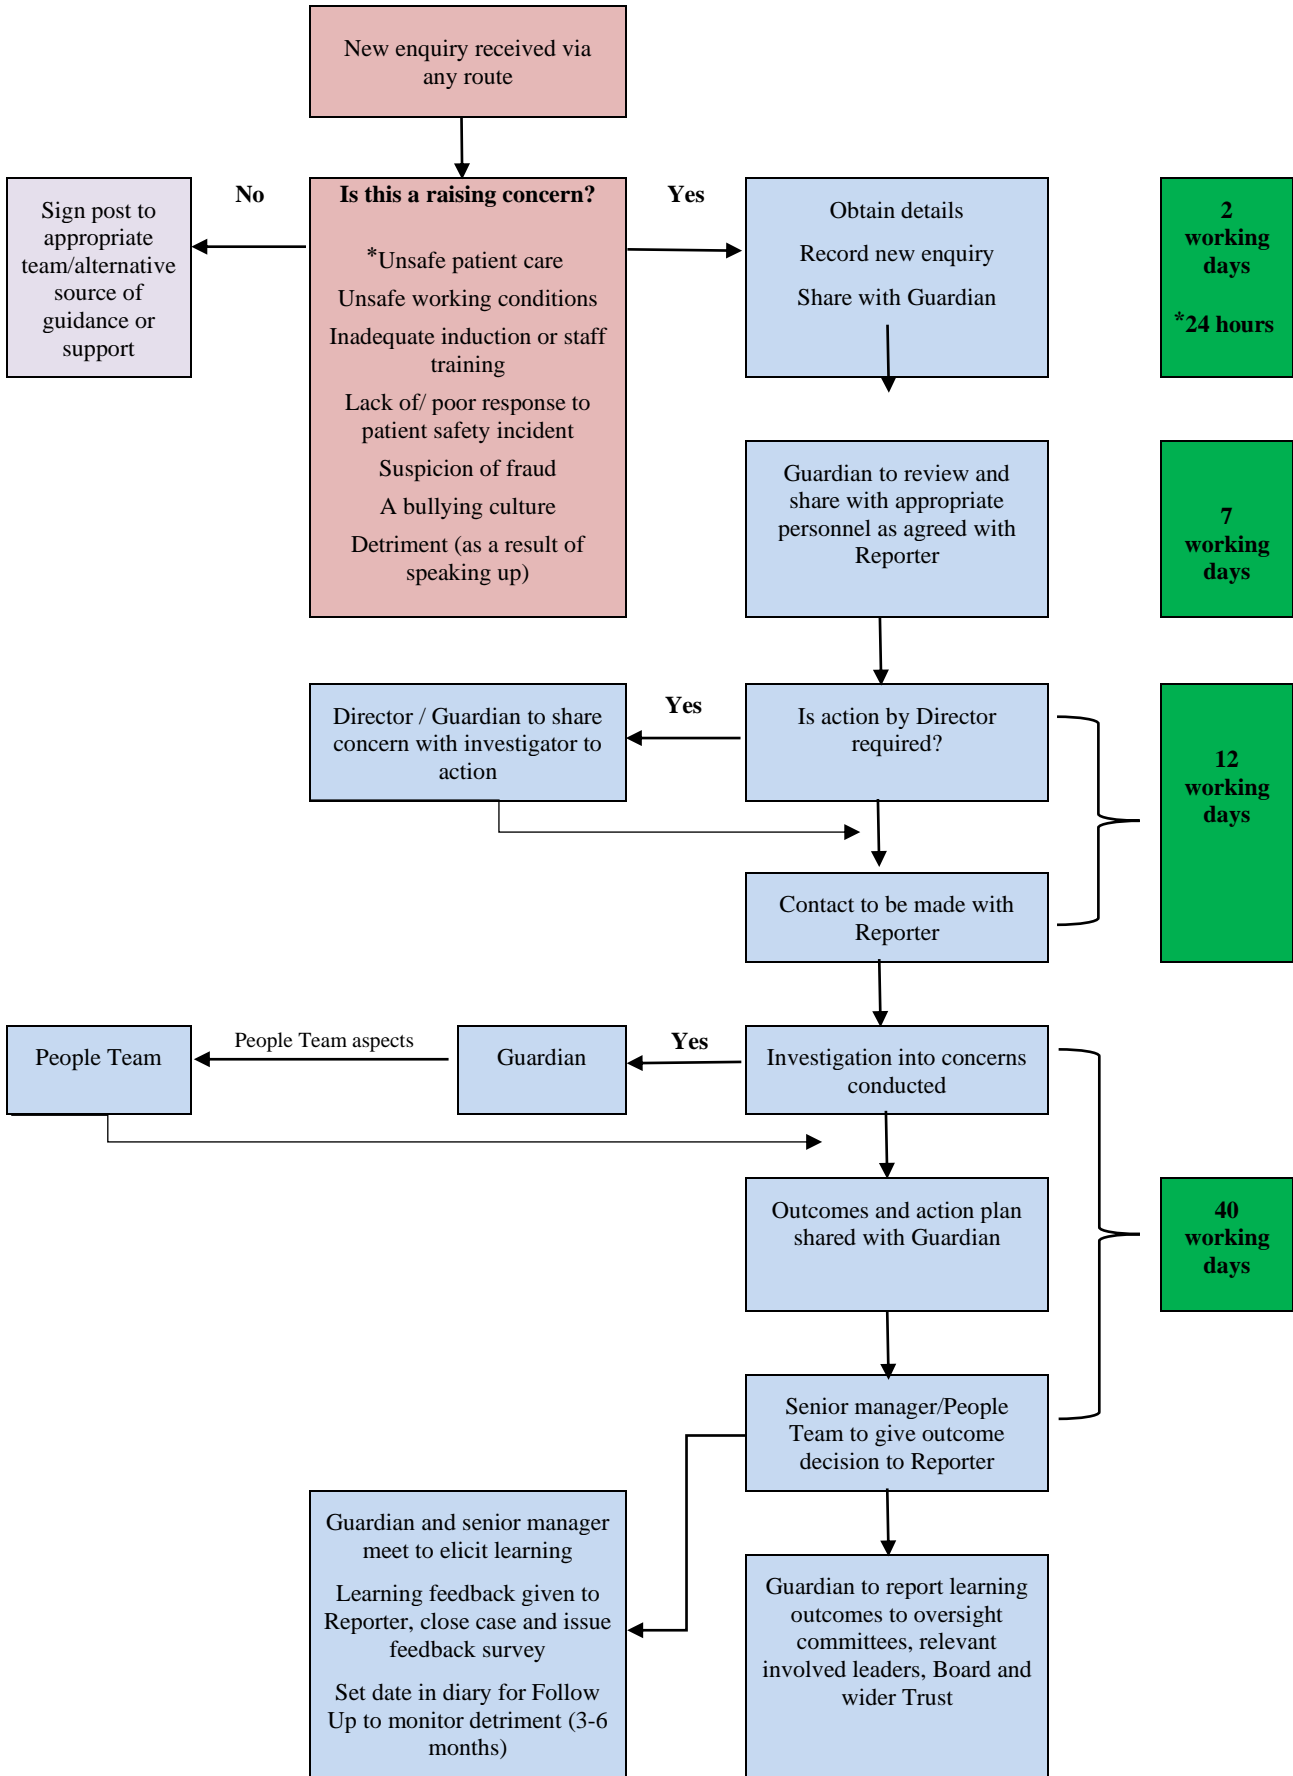 New enquiry received via
any route
No
Yes
Sign post to
appropriate
team/alternative
source of
guidance or
support
Is this a raising concern?
*Unsafe patient care
Unsafe working conditions
Inadequate induction or staff
training
Lack of/ poor response to
patient safety incident
Suspicion of fraud
A bullying culture
Detriment (as a result of
speaking up)
Obtain details
Record new enquiry
Share with Guardian
2
working
days
*24 hours
Guardian to review and
share with appropriate
personnel as agreed with
Reporter
7
working
days
Director / Guardian to share
concern with investigator to
action
Yes
Is action by Director
required?
12
working
days
Contact to be made with
Reporter
People Team
People Team aspects
Guardian
Yes
Investigation into concerns
conducted
Outcomes and action plan
shared with Guardian
40
working
days
Senior manager/People
Team to give outcome
decision to Reporter
Guardian and senior manager
meet to elicit learning
Learning feedback given to
Reporter, close case and issue
feedback survey
Set date in diary for Follow
Up to monitor detriment (3-6
months)
Guardian to report learning
outcomes to oversight
committees, relevant
involved leaders, Board and
wider Trust